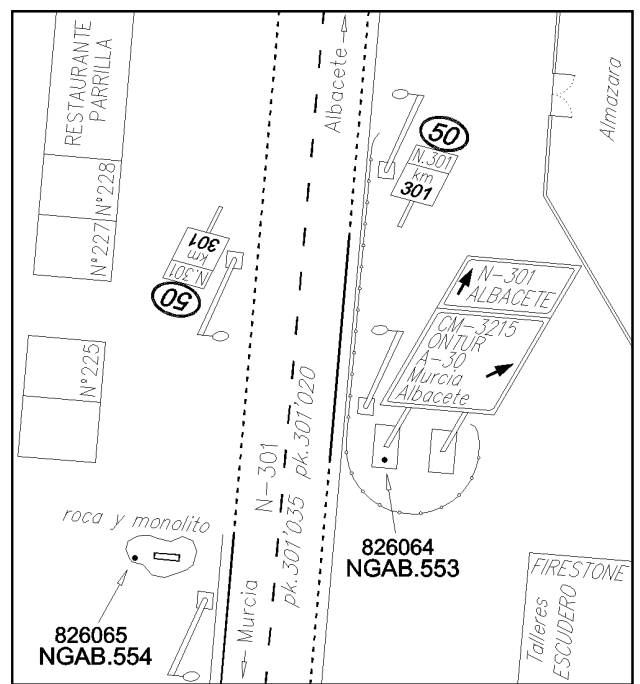 RESTAURANTE
PARRILLA
Nº228
Nº227
Nº225
Albacete
Almazara
50
N.301
km
301
301
km
N.301
50
N-301
ALBACETE
CM-3215
ONTUR
A-30
Murcia
Albacete
N-301
pk.301'020
pk.301'035
Murcia
roca y monolito
826065
NGAB.554
826064
NGAB.553
FIRESTONE
Talleres
ESCUDERO